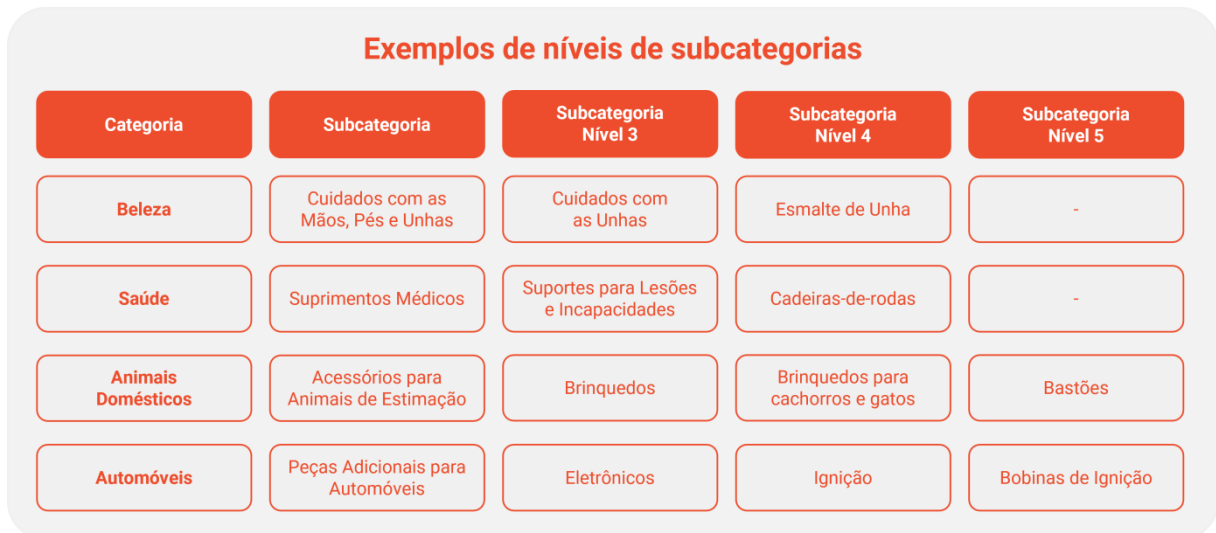 Exemplos de níveis de subcategorias
Categoria
Subcategoria
Subcategoria
Nível 3
Subcategoria
Nível 4
Subcategoria
Nível 5
Beleza
Cuidados com as
Mãos, Pés e Unhas
Cuidados com
as Unhas
Esmalte de Unha
-
Saúde
Suprimentos Médicos
Suportes para Lesões
e Incapacidades
Cadeiras-de-rodas
-
Animais
Domésticos
Acessórios para
Animais de Estimação
Brinquedos
Brinquedos para
cachorros e gatos
Bastões
Automóveis
Peças Adicionais para
Automóveis
Eletrônicos
Ignição
Bobinas de Ignição